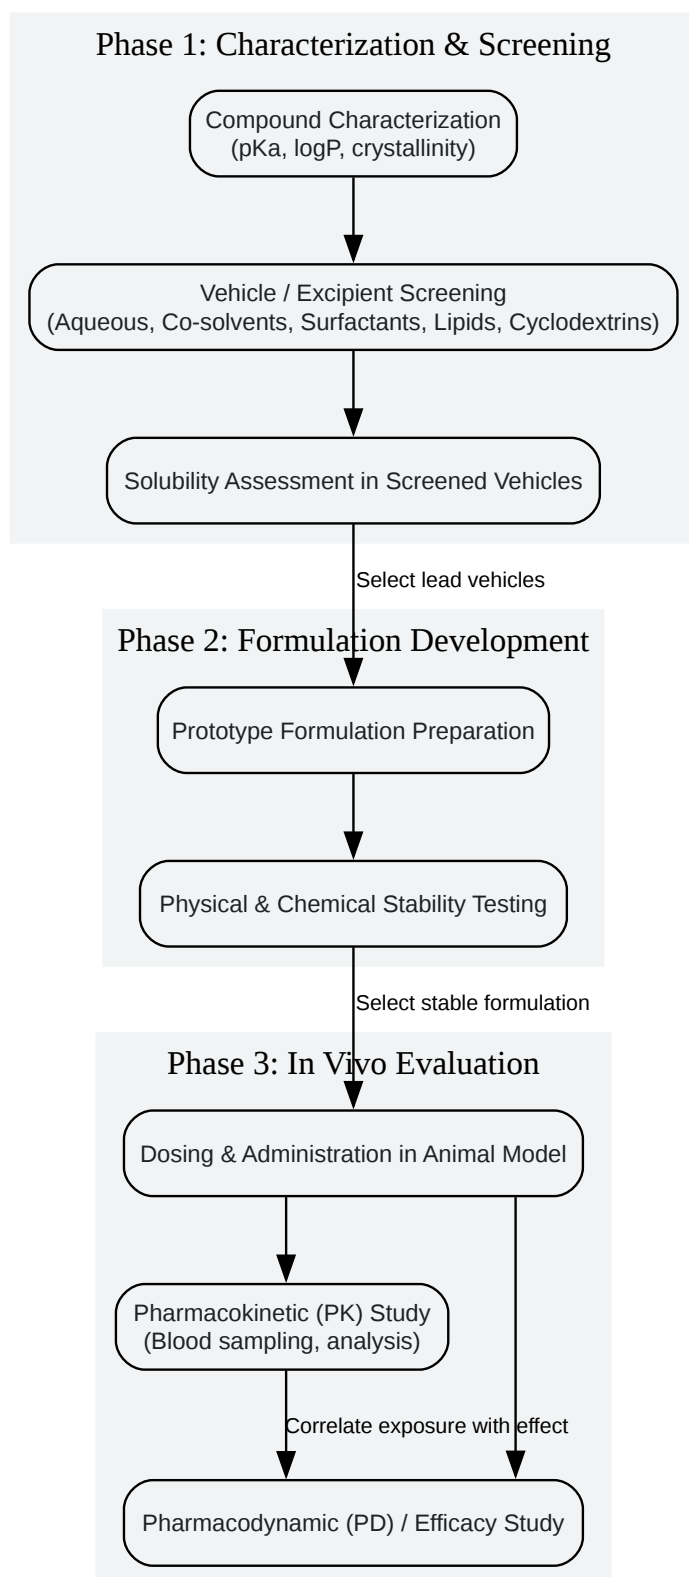 Phase 1: Characterization & Screening
Compound Characterization
(pKa, logP, crystallinity)
Vehicle / Excipient Screening
(Aqueous, Co-solvents, Surfactants, Lipids, Cyclodextrins)
Solubility Assessment in Screened Vehicles
Select lead vehicles
Phase 2: Formulation Development
Prototype Formulation Preparation
Physical & Chemical Stability Testing
Select stable formulation
Phase 3: In Vivo Evaluation
Dosing & Administration in Animal Model
Pharmacokinetic (PK) Study
(Blood sampling, analysis)
Correlate exposure with effect
Pharmacodynamic (PD) / Efficacy Study